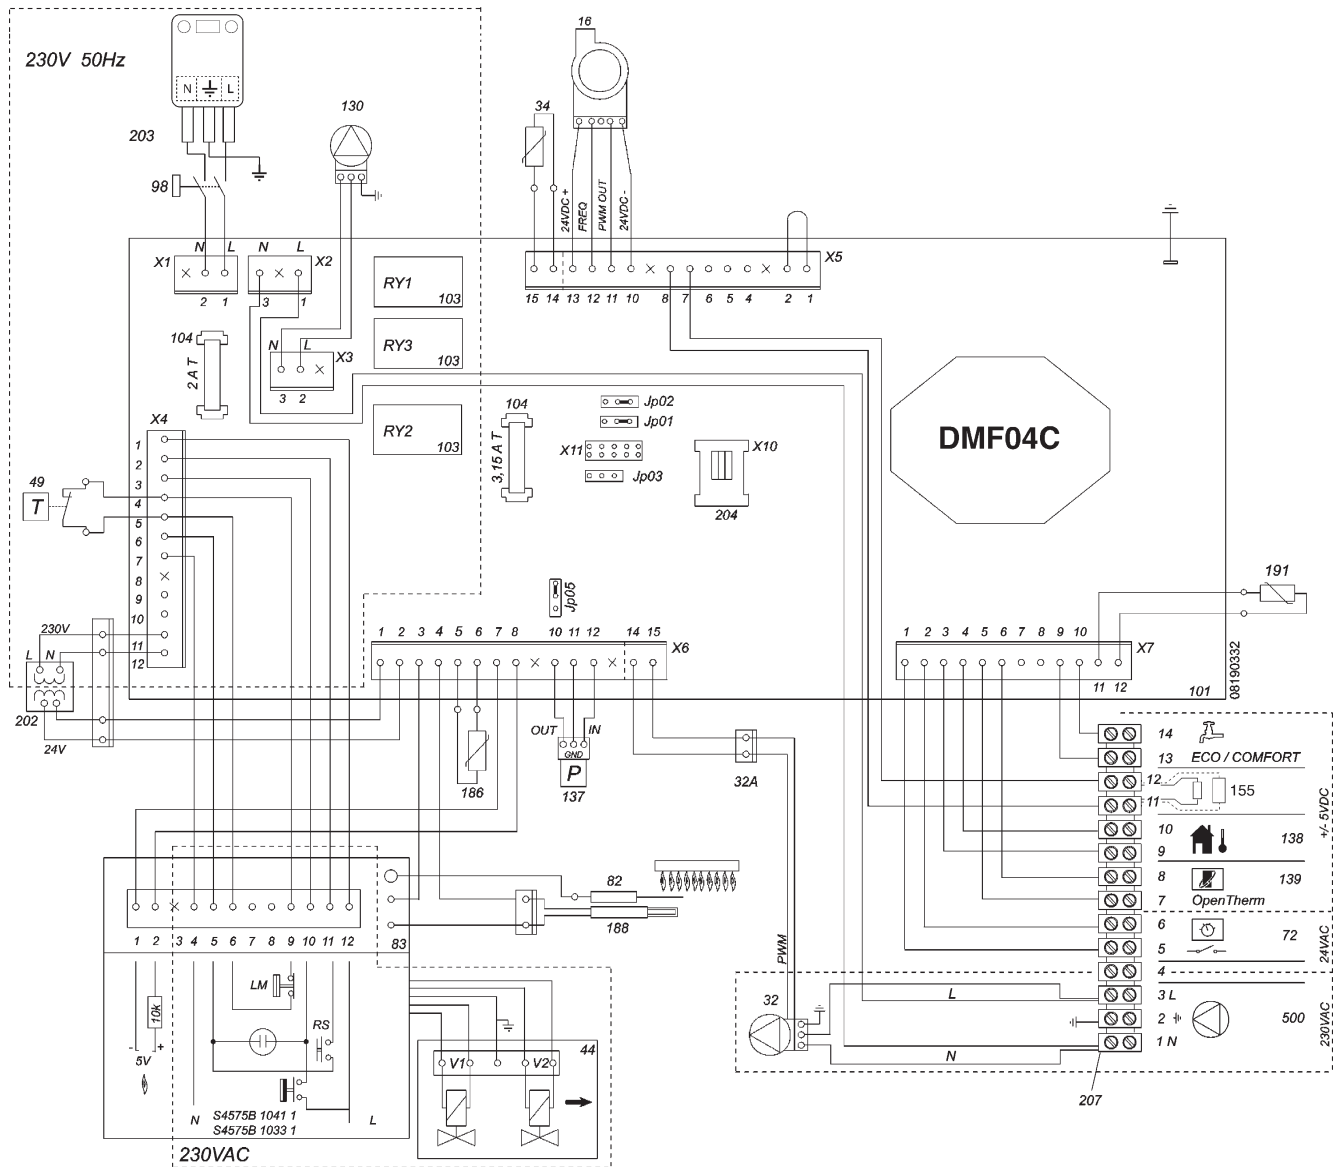 230V 50Hz
N L
203
98
130
16
34
24VDC +
FREQ
PWM OUT
24VDC -
X1
N L
2 1
N L
X2
3 1
RY1
103
RY3
103
RY2
103
N L
X3
3 2
104
2 A T
104
3,15 A T
X5
15 14 13 12 11 10 8 7 6 5 4 2 1
Jp02
Jp01
X11
Jp03
X10
204
DMF04C
X4
1
2
3
4
5
6
7
8
9
10
11
12
49
T
230V
L N
202
24V
Jp05
1 2 3 4 5 6 7 8 10 11 12 14 15
X6
1 2 3 4 5 6 7 8 9 10
X7
11 12
191
08190332
101
186
OUT IN
GND
P
137
32A
PWM
14
13 ECO / COMFORT
12
11
155
10
9
138
8
7
139
OpenTherm
6
5
72
4
3 L
2
1 N
500
+/- 5VDC
24VAC
230VAC
207
83
82
188
1 2 3 4 5 6 7 8 9 10 11 12
LM
RS
10k
- +
5V
N L
S4575B 1041 1
S4575B 1033 1
230VAC
44
V1 V2
32
L
N